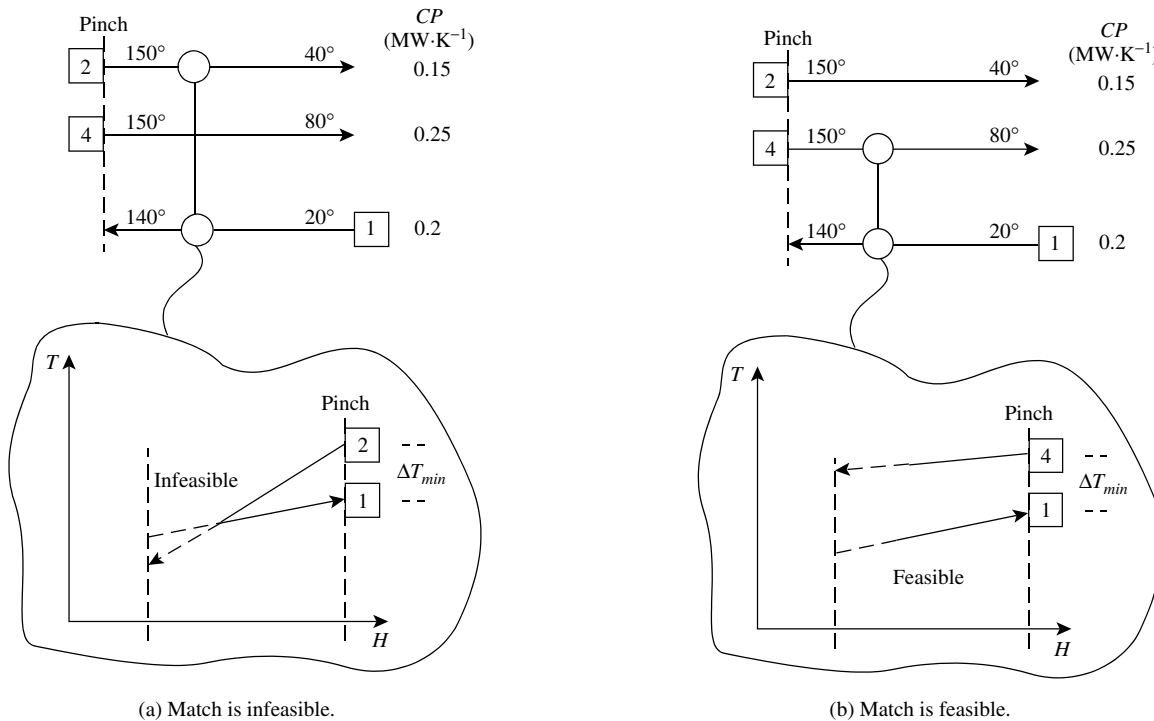 Pinch
CP
(MW·K⁻¹)
2 150° 40° 0.15
4 150° 80° 0.25
140° 20° 1 0.2
T
Pinch
2
Infeasible
ΔTmin
1
H
(a) Match is infeasible.
Pinch
CP
(MW·K⁻¹)
2 150° 40° 0.15
4 150° 80° 0.25
140° 20° 1 0.2
T
Pinch
4
ΔTmin
1
Feasible
H
(b) Match is feasible.